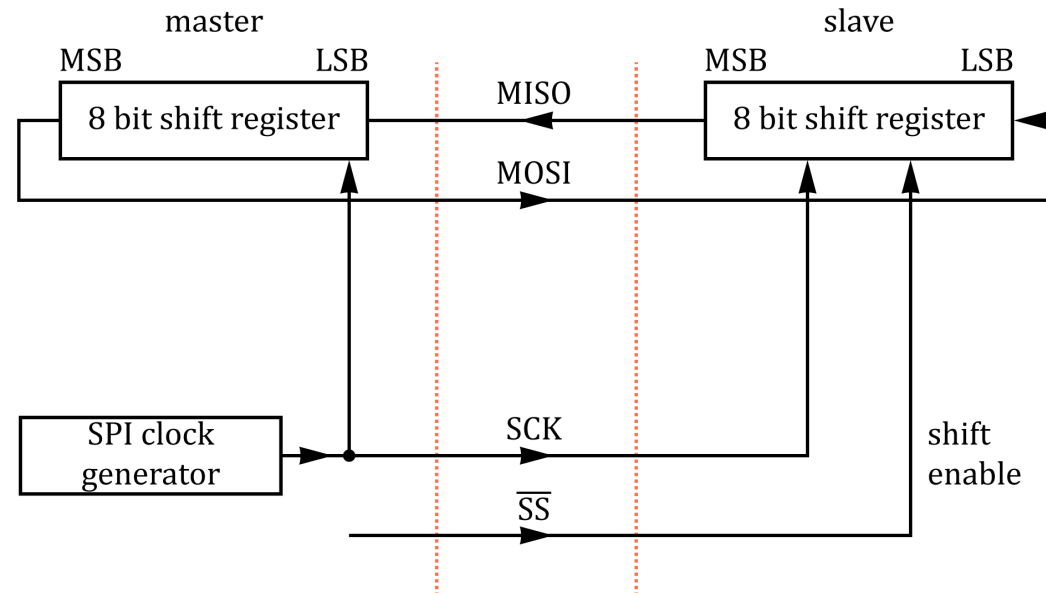 master
slave
MSB
LSB
MSB
LSB
8 bit shift register
MISO
8 bit shift register
MOSI
SPI clock
generator
SCK
shift
enable
S̅S̅